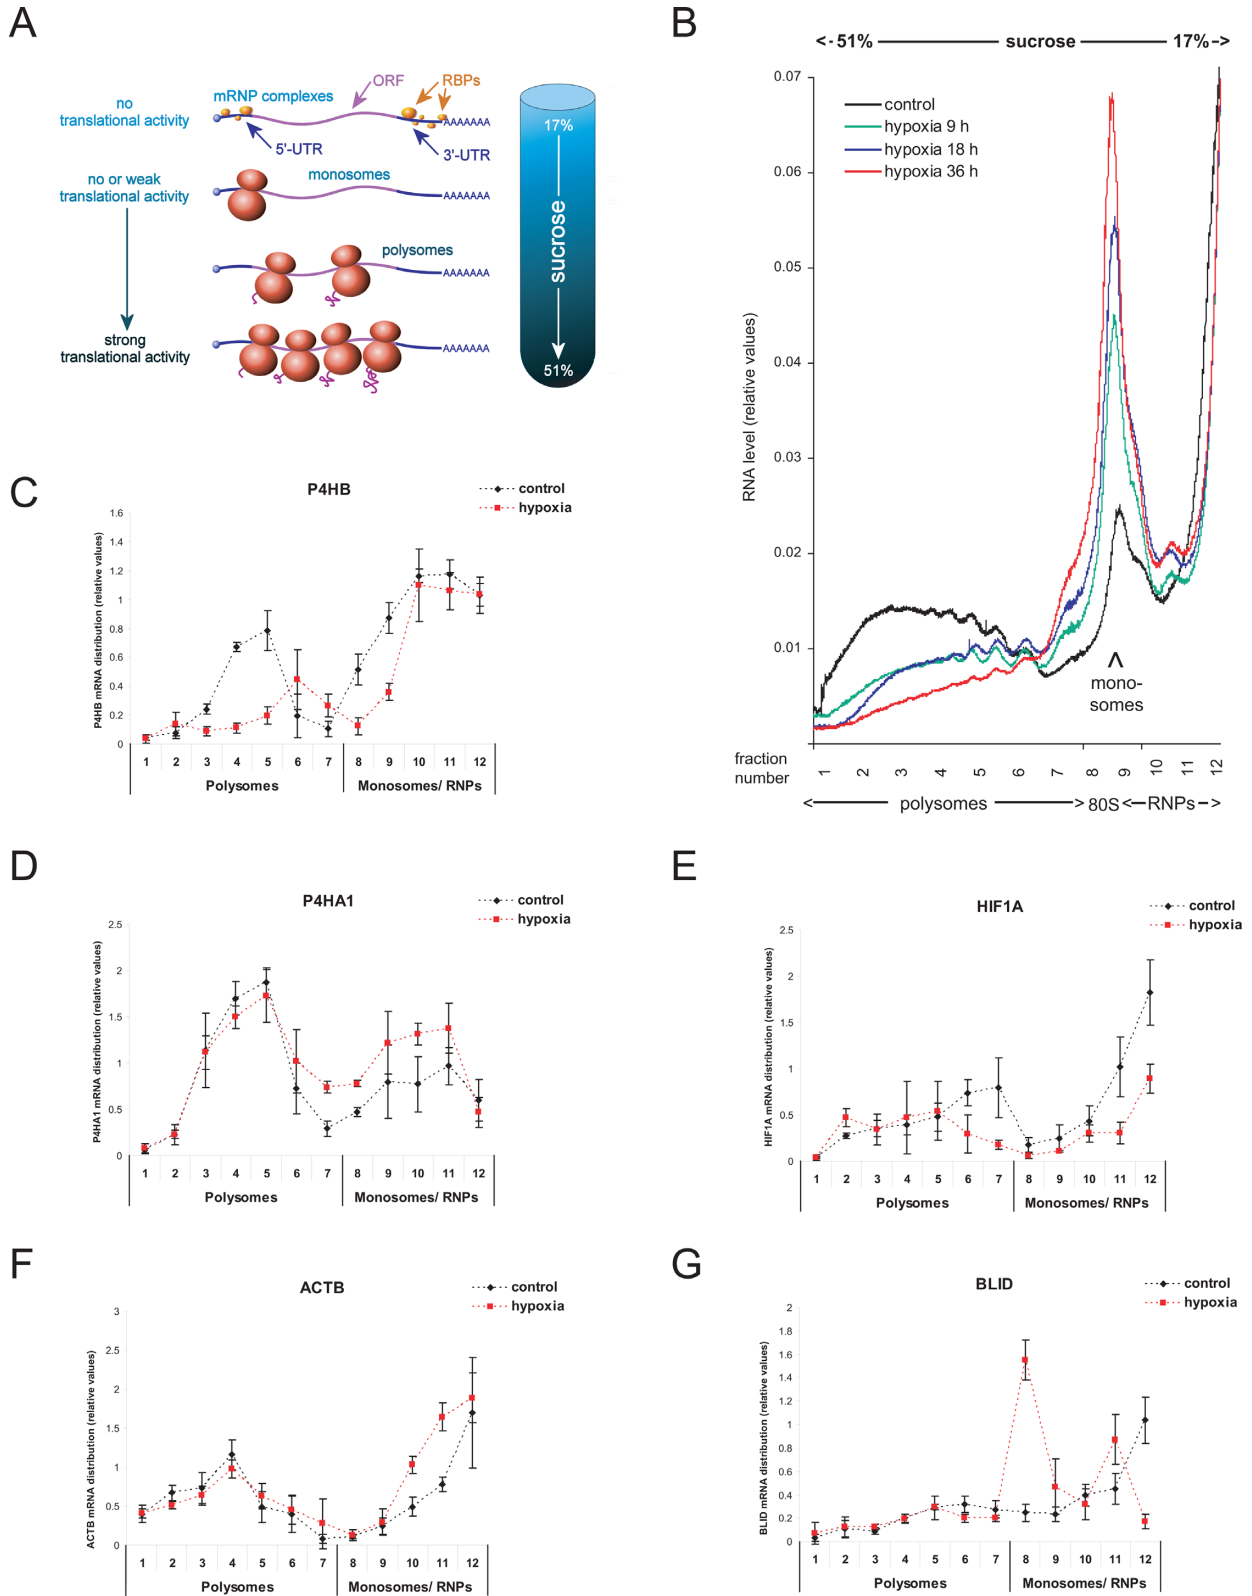 A
no
translational activity
mRNP complexes
ORF
RBPs
AAAAAAA
5'-UTR
3'-UTR
no or weak
translational activity
monosomes
AAAAAAA
polysomes
AAAAAAA
strong
translational activity
AAAAAAA
17%
sucrose
51%
B
<- 51% sucrose 17% ->
0.07
0.06
0.05
0.04
0.03
0.02
0.01
RNA level (relative values)
control
hypoxia 9 h
hypoxia 18 h
hypoxia 36 h
mono-
somes
fraction
number
1 2 3 4 5 6 7 8 9 10 11 12
polysomes 80S RNPs
C
P4HB
control
hypoxia
P4HB mRNA distribution (relative values)
1.6
1.4
1.2
1
0.8
0.6
0.4
0.2
0
1 2 3 4 5 6 7 8 9 10 11 12
Polysomes Monosomes/ RNPs
D
P4HA1
control
hypoxia
P4HA1 mRNA distribution (relative values)
2.5
2
1.5
1
0.5
0
1 2 3 4 5 6 7 8 9 10 11 12
Polysomes Monosomes/ RNPs
E
HIF1A
control
hypoxia
HIF1A mRNA distribution (relative values)
2.5
2
1.5
1
0.5
0
1 2 3 4 5 6 7 8 9 10 11 12
Polysomes Monosomes/ RNPs
F
ACTB
control
hypoxia
ACTB mRNA distribution (relative values)
3
2.5
2
1.5
1
0.5
0
1 2 3 4 5 6 7 8 9 10 11 12
Polysomes Monosomes/ RNPs
G
BLID
control
hypoxia
BLID mRNA distribution (relative values)
2
1.8
1.6
1.4
1.2
1
0.8
0.6
0.4
0.2
0
1 2 3 4 5 6 7 8 9 10 11 12
Polysomes Monosomes/ RNPs